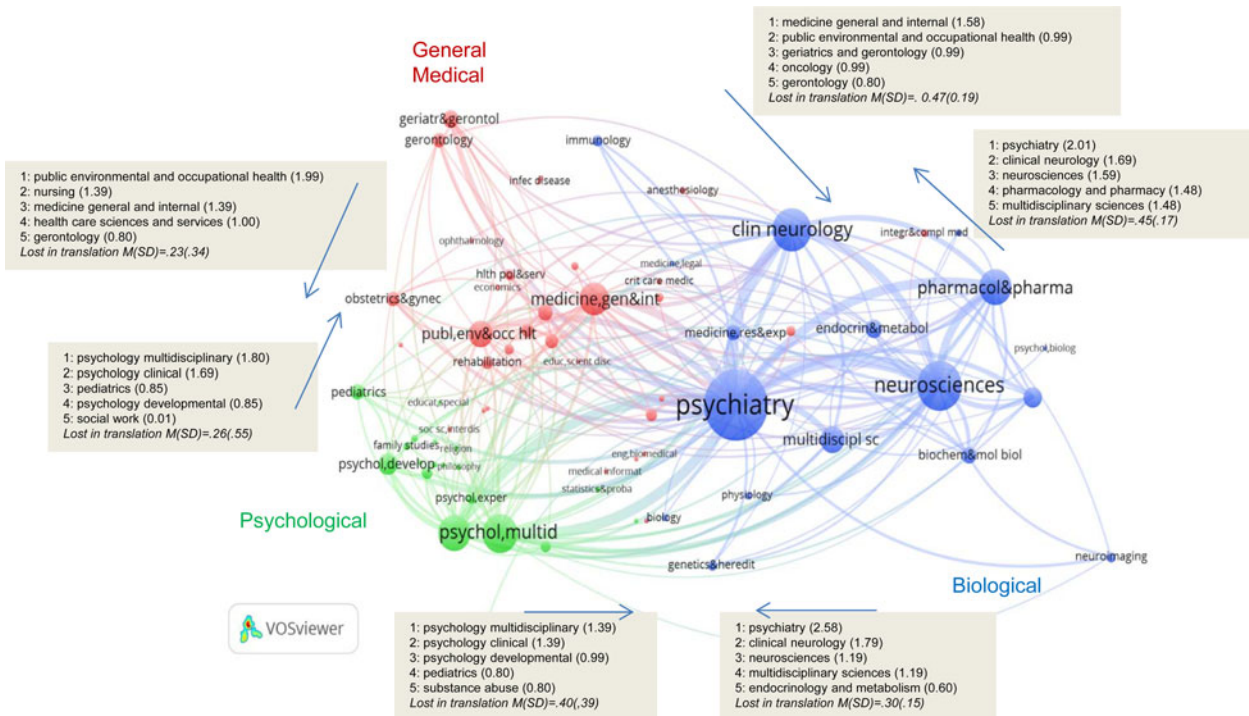 General
Medical
1: medicine general and internal (1.58)
2: public environmental and occupational health (0.99)
3: geriatrics and gerontology (0.99)
4: oncology (0.99)
5: gerontology (0.80)
Lost in translation M(SD)=. 0.47(0.19)
geriatr&gerontol
gerontology
immunology
1: psychiatry (2.01)
2: clinical neurology (1.69)
3: neurosciences (1.59)
4: pharmacology and pharmacy (1.48)
5: multidisciplinary sciences (1.48)
Lost in translation M(SD)=.45(.17)
1: public environmental and occupational health (1.99)
2: nursing (1.39)
3: medicine general and internal (1.39)
4: health care sciences and services (1.00)
5: gerontology (0.80)
Lost in translation M(SD)=.23(.34)
infec disease
anesthesiology
clin neurology
integr&compl med
ophthalmology
medicine,legal
hlth pol&serv
economics
crit care medic
obstetrics&gynec
medicine,gen&int
pharmacol&pharma
publ,env&occ hlt
medicine,res&exp
endocrin&metabol
psychol,biolog
rehabilitation
educ,scient disc
1: psychology multidisciplinary (1.80)
2: psychology clinical (1.69)
3: pediatrics (0.85)
4: psychology developmental (0.85)
5: social work (0.01)
Lost in translation M(SD)=.26(.55)
pediatrics
educat,special
psychiatry
neurosciences
soc sc,interdis
family studies
religion
multidiscipl sc
psychol,develop
philosophy
eng,biomedical
biochem&mol biol
medical informat
statistics&proba
psychol,exper
physiology
Psychological
psychol,multid
biology
genetics&heredit
neuroimaging
Biological
VOSviewer
1: psychology multidisciplinary (1.39)
2: psychology clinical (1.39)
3: psychology developmental (0.99)
4: pediatrics (0.80)
5: substance abuse (0.80)
Lost in translation M(SD)=.40(,39)
1: psychiatry (2.58)
2: clinical neurology (1.79)
3: neurosciences (1.19)
4: multidisciplinary sciences (1.19)
5: endocrinology and metabolism (0.60)
Lost in translation M(SD)=.30(.15)